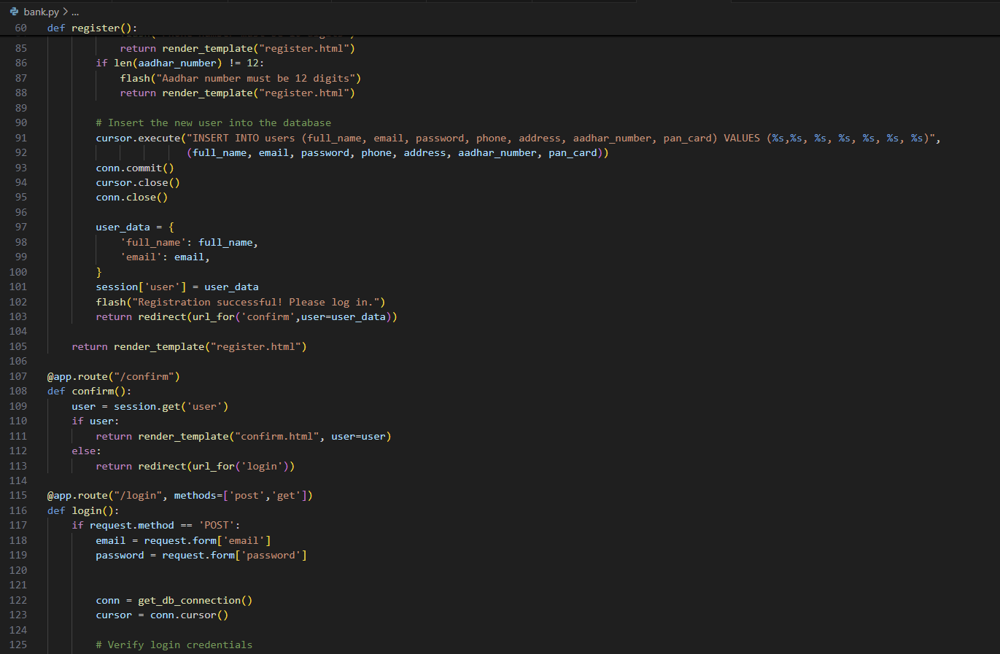 bank.py > ...
60 def register():
85 return render_template("register.html")
86 if len(aadhar_number) != 12:
87 flash("Aadhar number must be 12 digits")
88 return render_template("register.html")
89
90 # Insert the new user into the database
91 cursor.execute("INSERT INTO users (full_name, email, password, phone, address, aadhar_number, pan_card) VALUES (%s,%s, %s, %s, %s, %s, %s)",
92 (full_name, email, password, phone, address, aadhar_number, pan_card))
93 conn.commit()
94 cursor.close()
95 conn.close()
96
97 user_data = {
98 'full_name': full_name,
99 'email': email,
100 }
101 session['user'] = user_data
102 flash("Registration successful! Please log in.")
103 return redirect(url_for('confirm',user=user_data))
104
105 return render_template("register.html")
106
107 @app.route("/confirm")
108 def confirm():
109 user = session.get('user')
110 if user:
111 return render_template("confirm.html", user=user)
112 else:
113 return redirect(url_for('login'))
114
115 @app.route("/login", methods=['post','get'])
116 def login():
117 if request.method == 'POST':
118 email = request.form['email']
119 password = request.form['password']
120
121
122 conn = get_db_connection()
123 cursor = conn.cursor()
124
125 # Verify login credentials